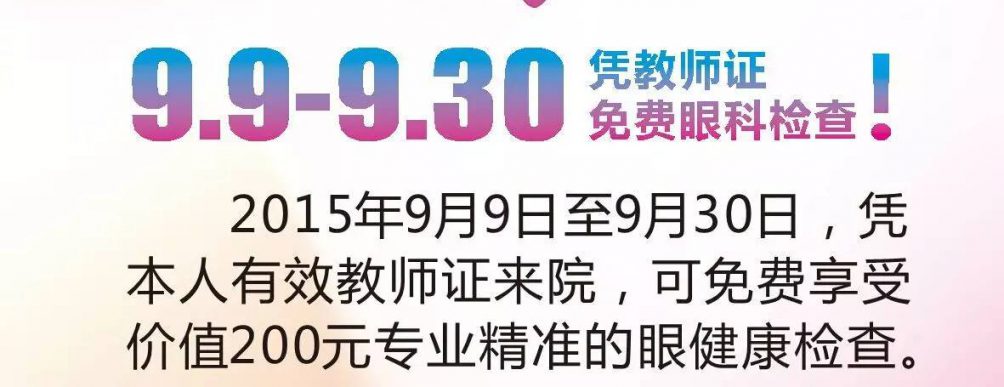 9.9-9.30 凭教师证
免费眼科检查!
2015年9月9日至9月30日，凭
本人有效教师证来院，可免费享受
价值200元专业精准的眼健康检查。